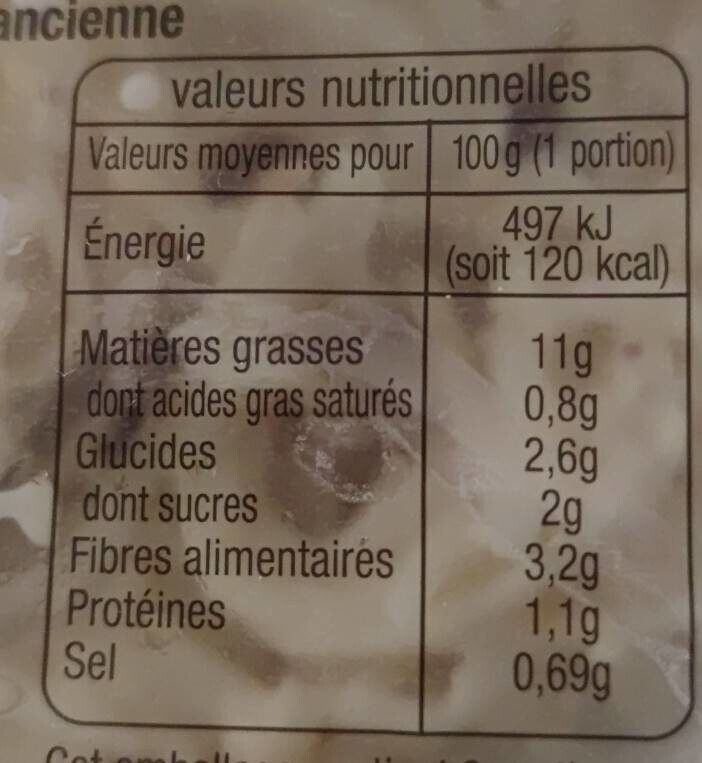 ancienne
valeurs nutritionnelles
Valeurs moyennes pour 100 g (1 portion)
Énergie 497 kJ
(soit 120 kcal)
Matières grasses 11g
dont acides gras saturés 0,8g
Glucides 2,6g
dont sucres 2g
Fibres alimentaires 3,2g
Protéines 1,1g
Sel 0,69g